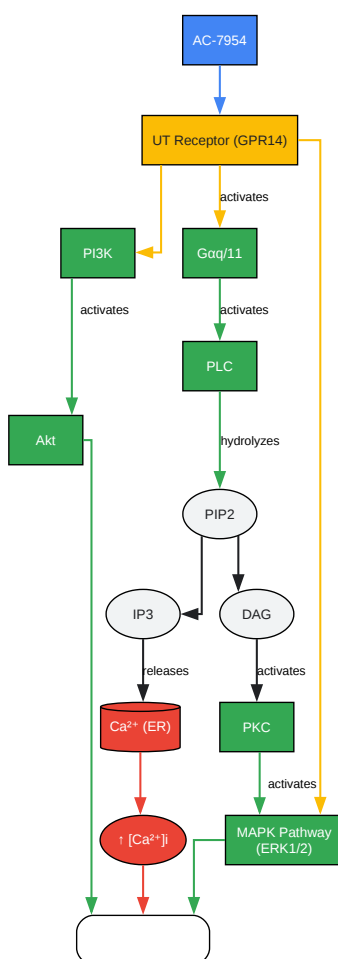 AC-7954
UT Receptor (GPR14)
activates
PI3K
Gαq/11
activates
activates
PLC
Akt
hydrolyzes
PIP2
IP3
DAG
releases
activates
Ca²⁺ (ER)
PKC
activates
↑ [Ca²⁺]i
MAPK Pathway
(ERK1/2)